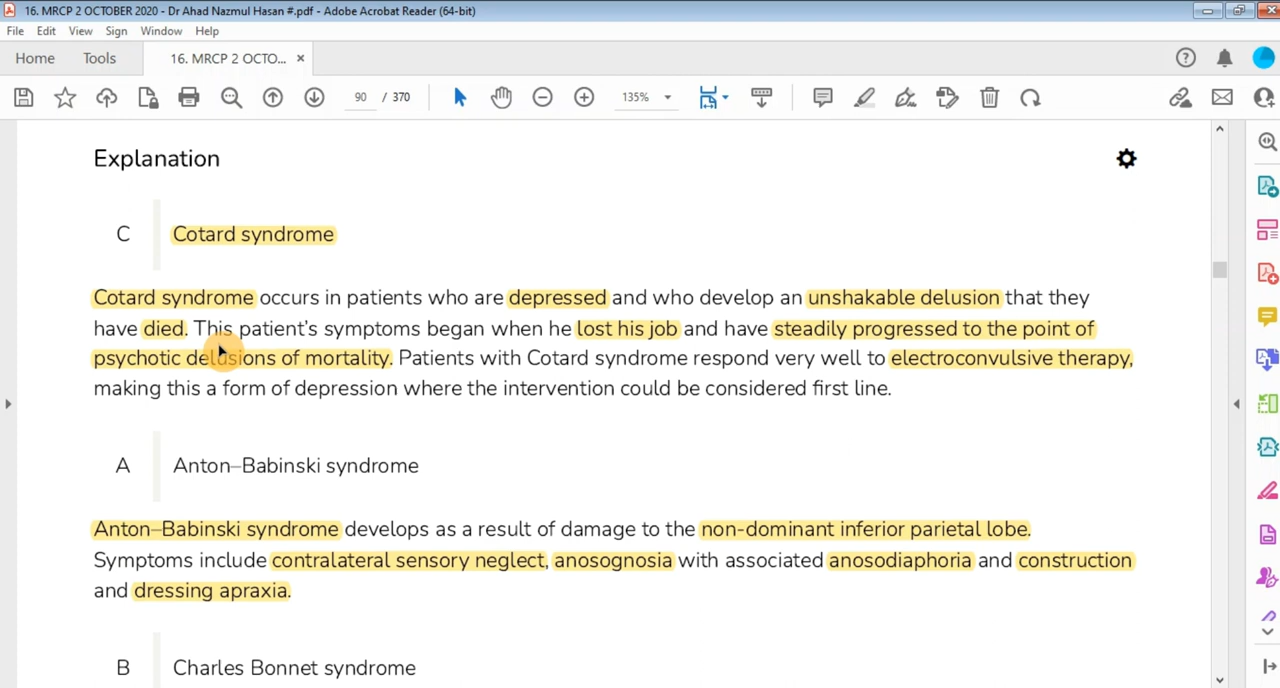 16. MRCP 2 OCTOBER 2020 - Dr Ahad Nazmul Hasan #.pdf - Adobe Acrobat Reader (64-bit)
File Edit View Sign Window Help
Home Tools 16. MRCP 2 OCTO... ×
90 / 370 135%
Explanation
C Cotard syndrome
Cotard syndrome occurs in patients who are depressed and who develop an unshakable delusion that they
have died. This patient's symptoms began when he lost his job and have steadily progressed to the point of
psychotic delusions of mortality. Patients with Cotard syndrome respond very well to electroconvulsive therapy,
making this a form of depression where the intervention could be considered first line.
A Anton–Babinski syndrome
Anton–Babinski syndrome develops as a result of damage to the non-dominant inferior parietal lobe.
Symptoms include contralateral sensory neglect, anosognosia with associated anosodiaphoria and construction
and dressing apraxia.
B Charles Bonnet syndrome